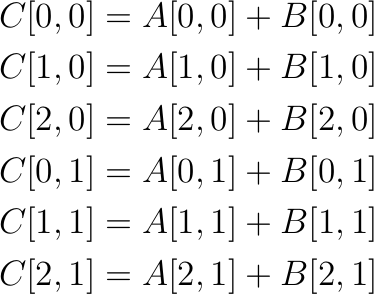 C[0, 0] = A[0, 0] + B[0, 0]
C[1, 0] = A[1, 0] + B[1, 0]
C[2, 0] = A[2, 0] + B[2, 0]
C[0, 1] = A[0, 1] + B[0, 1]
C[1, 1] = A[1, 1] + B[1, 1]
C[2, 1] = A[2, 1] + B[2, 1]